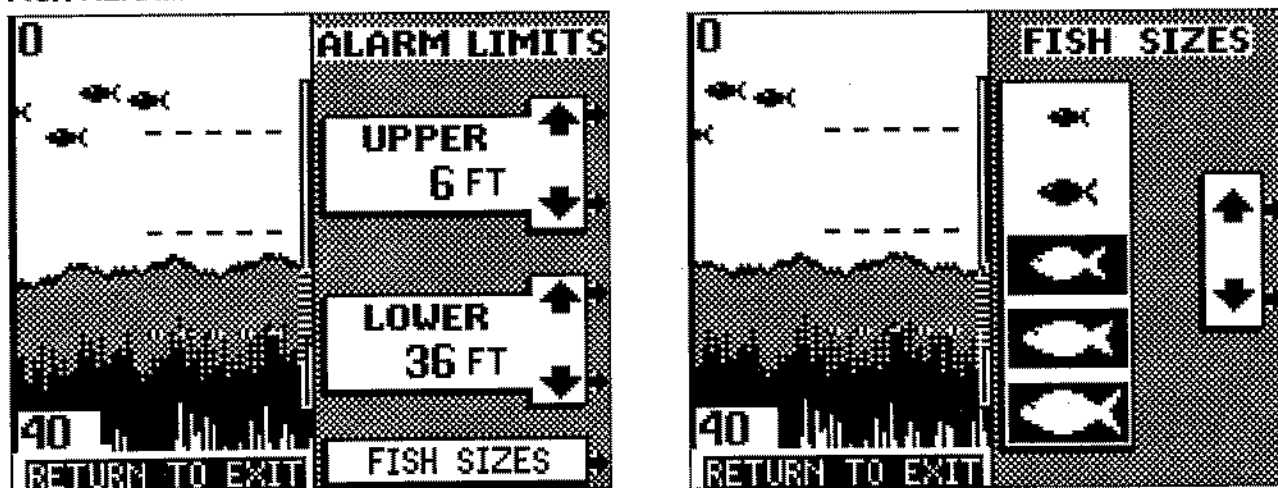 0
ALARM LIMITS
UPPER
6 FT
LOWER
36 FT
40
FISH SIZES
RETURN TO EXIT
0
FISH SIZES
40
RETURN TO EXIT